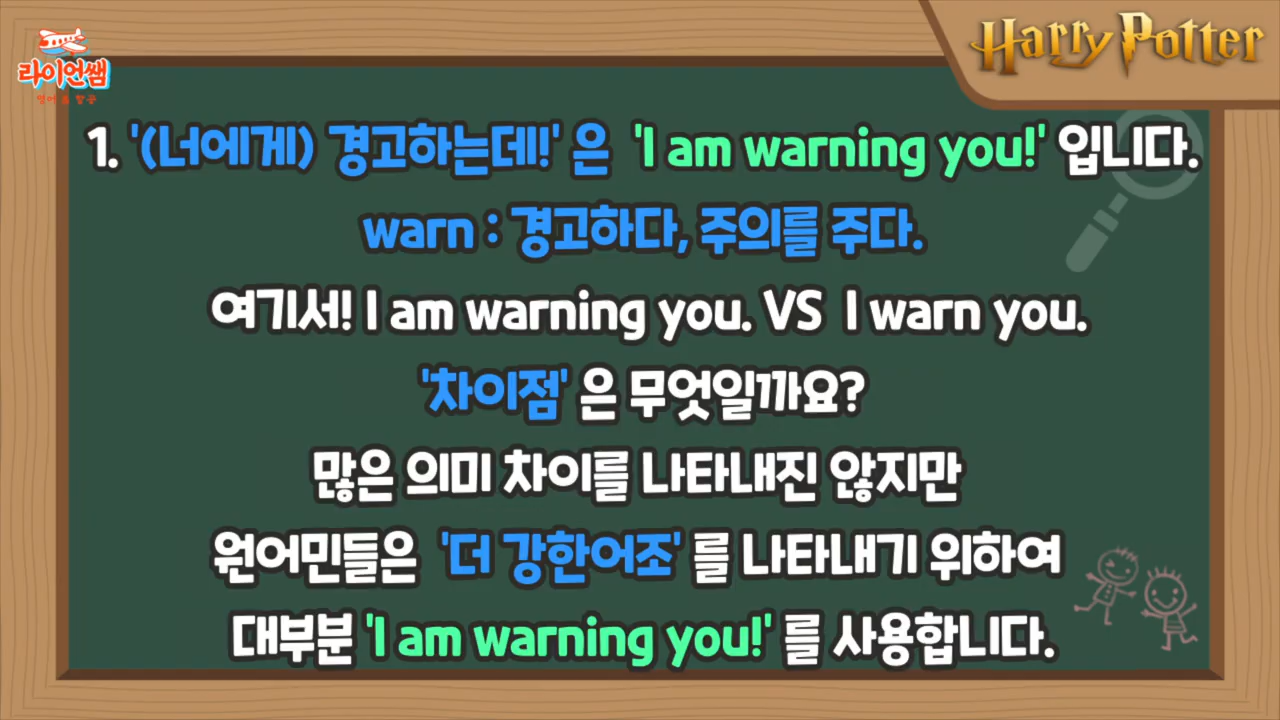 라이언쌤
Harry Potter
1. '(너에게) 경고하는데!' 은 'I am warning you!' 입니다.
warn : 경고하다, 주의를 주다.
여기서! I am warning you. VS I warn you.
'차이점' 은 무엇일까요?
많은 의미 차이를 나타내진 않지만
원어민들은 '더 강한어조' 를 나타내기 위하여
대부분 'I am warning you!' 를 사용합니다.